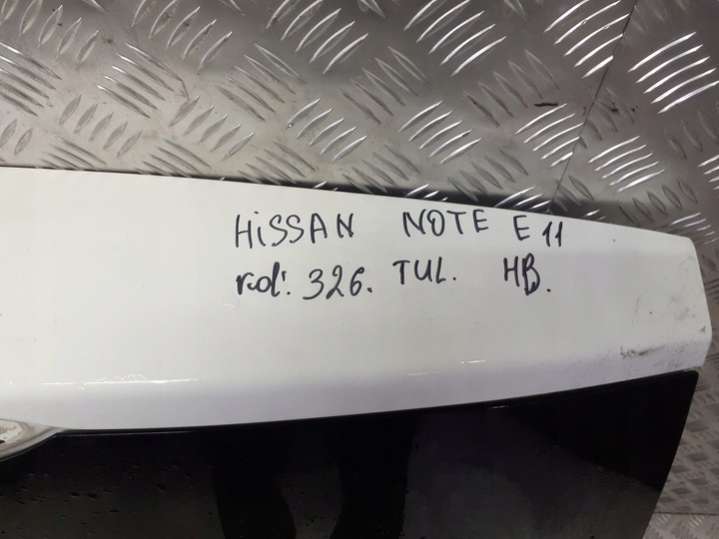 HiSSAN NOTE E11
kol: 326. TUL. HB.